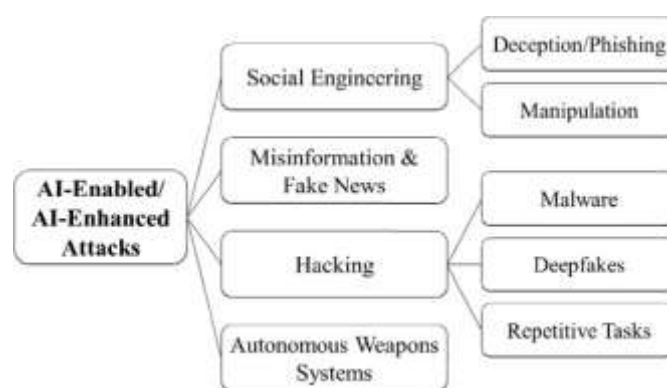 AI-Enabled/
AI-Enhanced
Attacks
Social Engineering
Deception/Phishing
Manipulation
Misinformation &
Fake News
Hacking
Malware
Deepfakes
Repetitive Tasks
Autonomous Weapons
Systems